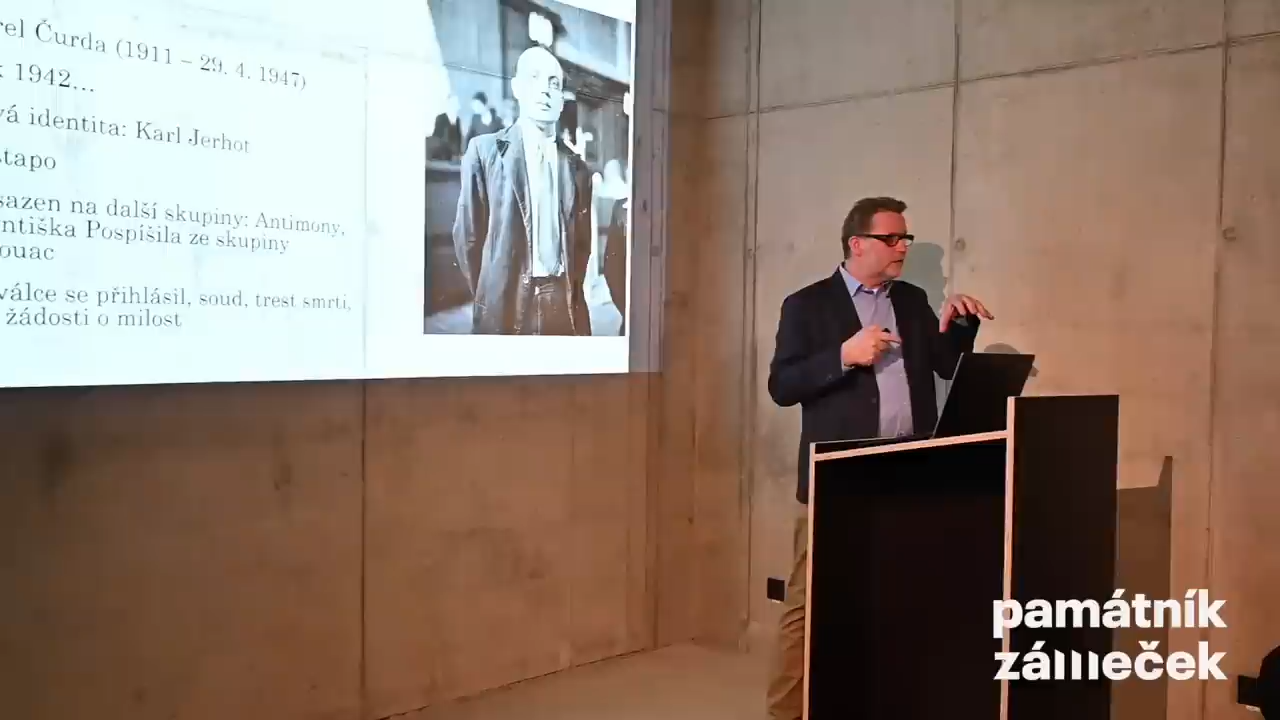 rel Čurda (1911 – 29. 4. 1947)
k 1942...
vá identita: Karl Jerhot
stapo
sazen na další skupiny: Antimony,
ntiška Pospíšila ze skupiny
ouac
válce se přihlásil, soud, trest smrti,
žádosti o milost
památník
zámeček